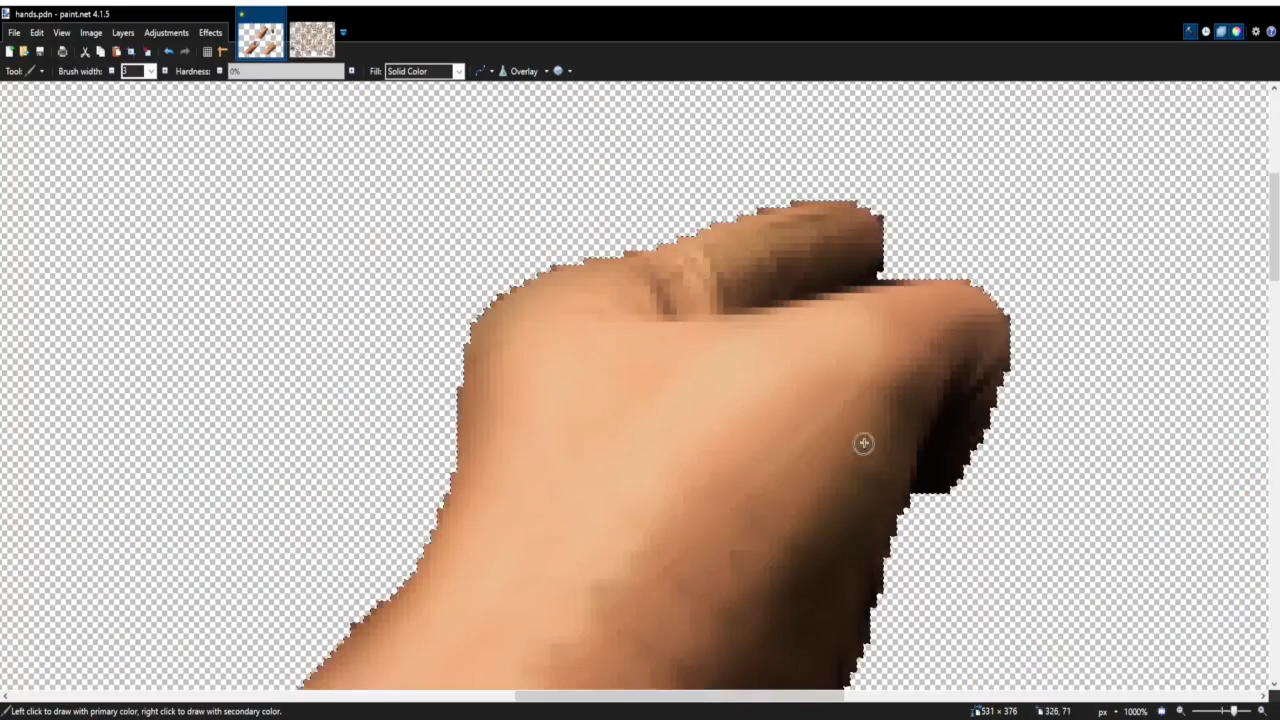 hands.pdn - paint.net 4.1.5
File Edit View Image Layers Adjustments Effects
Tool: Brush width: 3 Hardness: 0% Fill: Solid Color Overlay
Left click to draw with primary color, right click to draw with secondary color. 531 × 376 326, 71 px 1000%